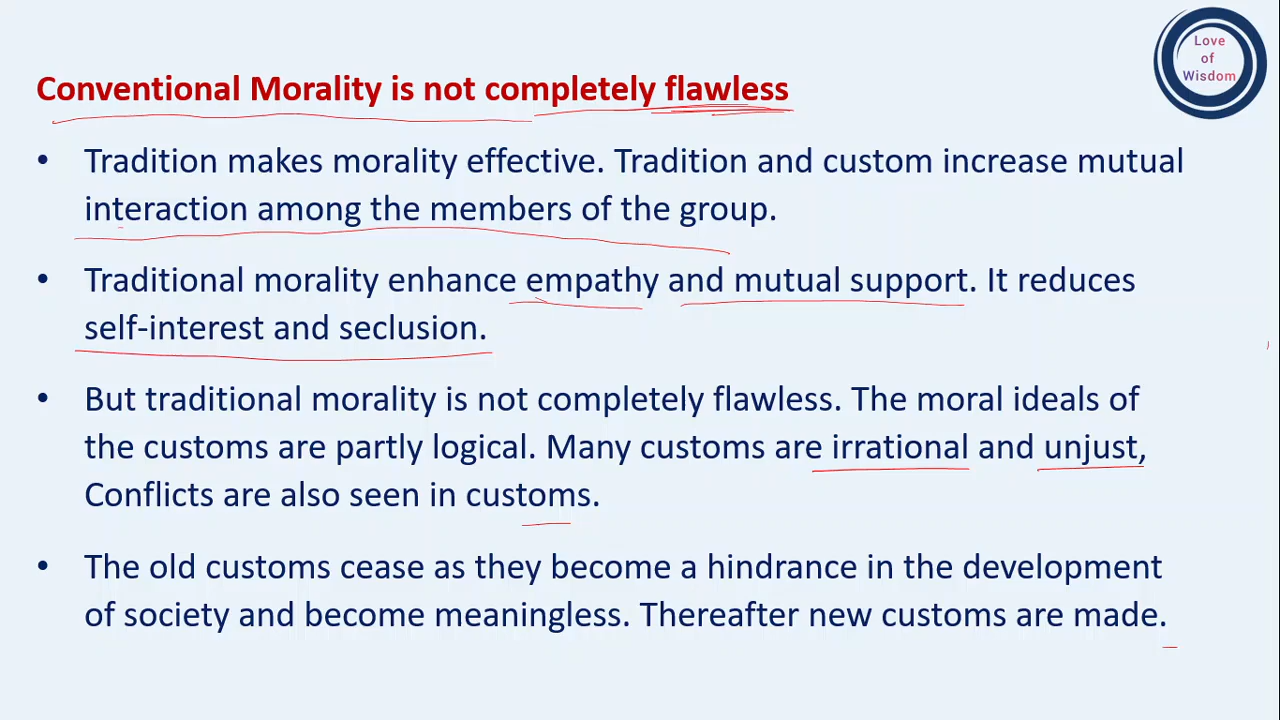 Love
of
Wisdom
Conventional Morality is not completely flawless
• Tradition makes morality effective. Tradition and custom increase mutual
interaction among the members of the group.
• Traditional morality enhance empathy and mutual support. It reduces
self-interest and seclusion.
• But traditional morality is not completely flawless. The moral ideals of
the customs are partly logical. Many customs are irrational and unjust,
Conflicts are also seen in customs.
• The old customs cease as they become a hindrance in the development
of society and become meaningless. Thereafter new customs are made.